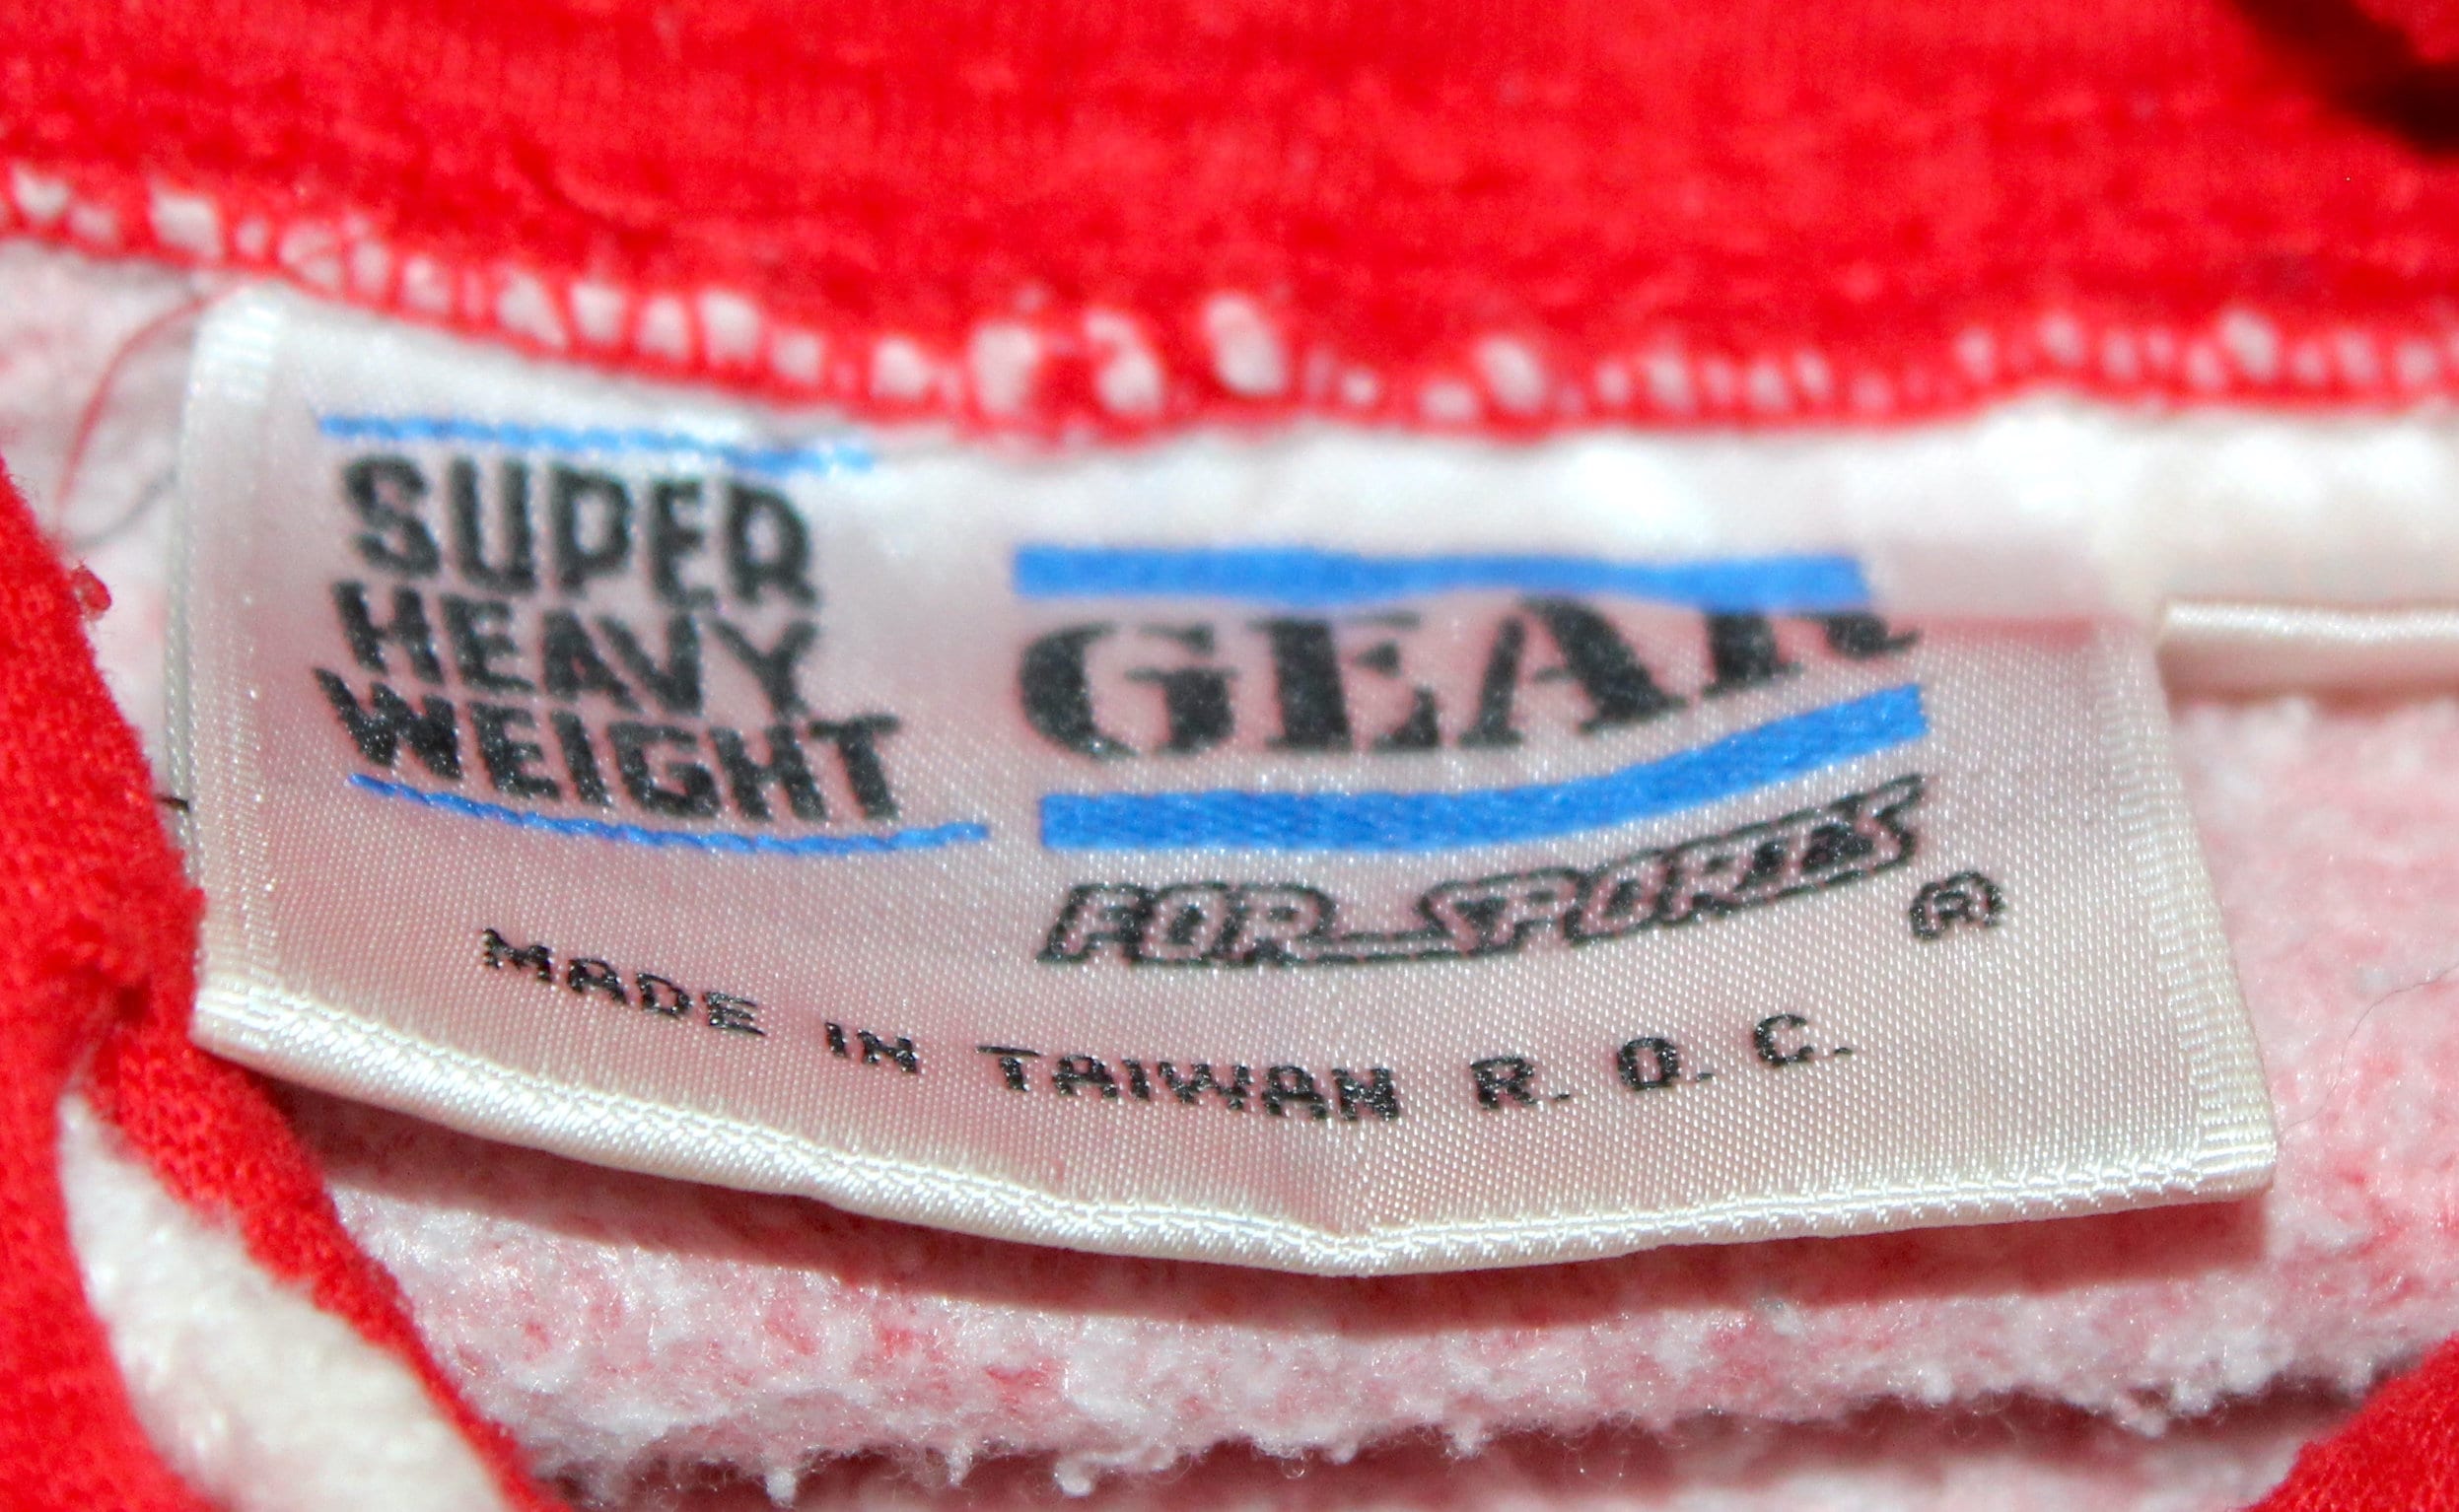 SUPER
HEAVY
WEIGHT
GEAR
FOR SPORTS
®
MADE IN TAIWAN R. O. C.